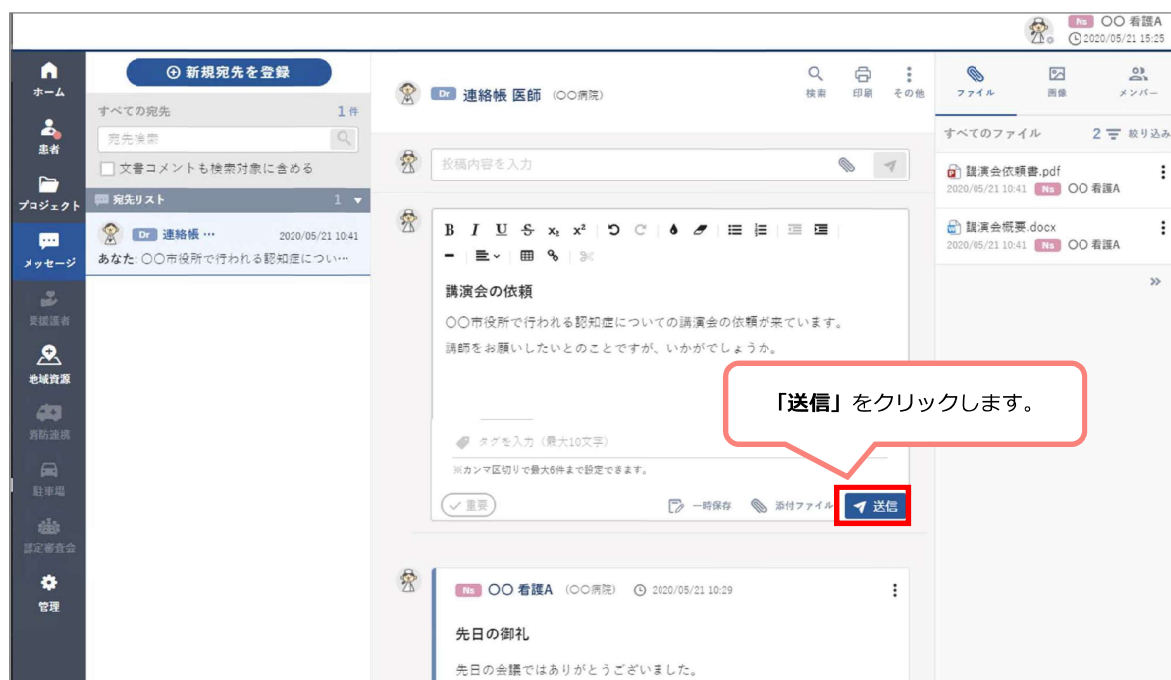 Ns 〇〇 看護A
2020/05/21 15:25
ホーム
患者
プロジェクト
メッセージ
要援護者
地域資源
消防連携
駐車場
認定審査会
管理
新規宛先を登録
すべての宛先 1件
宛先検索
文書コメントも検索対象に含める
宛先リスト 1
Dr 連絡帳 … 2020/05/21 10:41
あなた: 〇〇市役所で行われる認知症につい…
Dr 連絡帳 医師 (〇〇病院)
検索 印刷 その他
投稿内容を入力
B I U S x₂ x²
講演会の依頼
〇〇市役所で行われる認知症についての講演会の依頼が来ています。
講師をお願いしたいとのことですが、いかがでしょうか。
「送信」をクリックします。
タグを入力（最大10文字）
※カンマ区切りで最大6件まで設定できます。
重要 一時保存 添付ファイル 送信
Ns 〇〇 看護A (〇〇病院) 2020/05/21 10:29
先日の御礼
先日の会議ではありがとうございました。
ファイル 画像 メンバー
すべてのファイル 2 絞り込み
講演会依頼書.pdf
2020/05/21 10:41 Ns 〇〇 看護A
講演会概要.docx
2020/05/21 10:41 Ns 〇〇 看護A